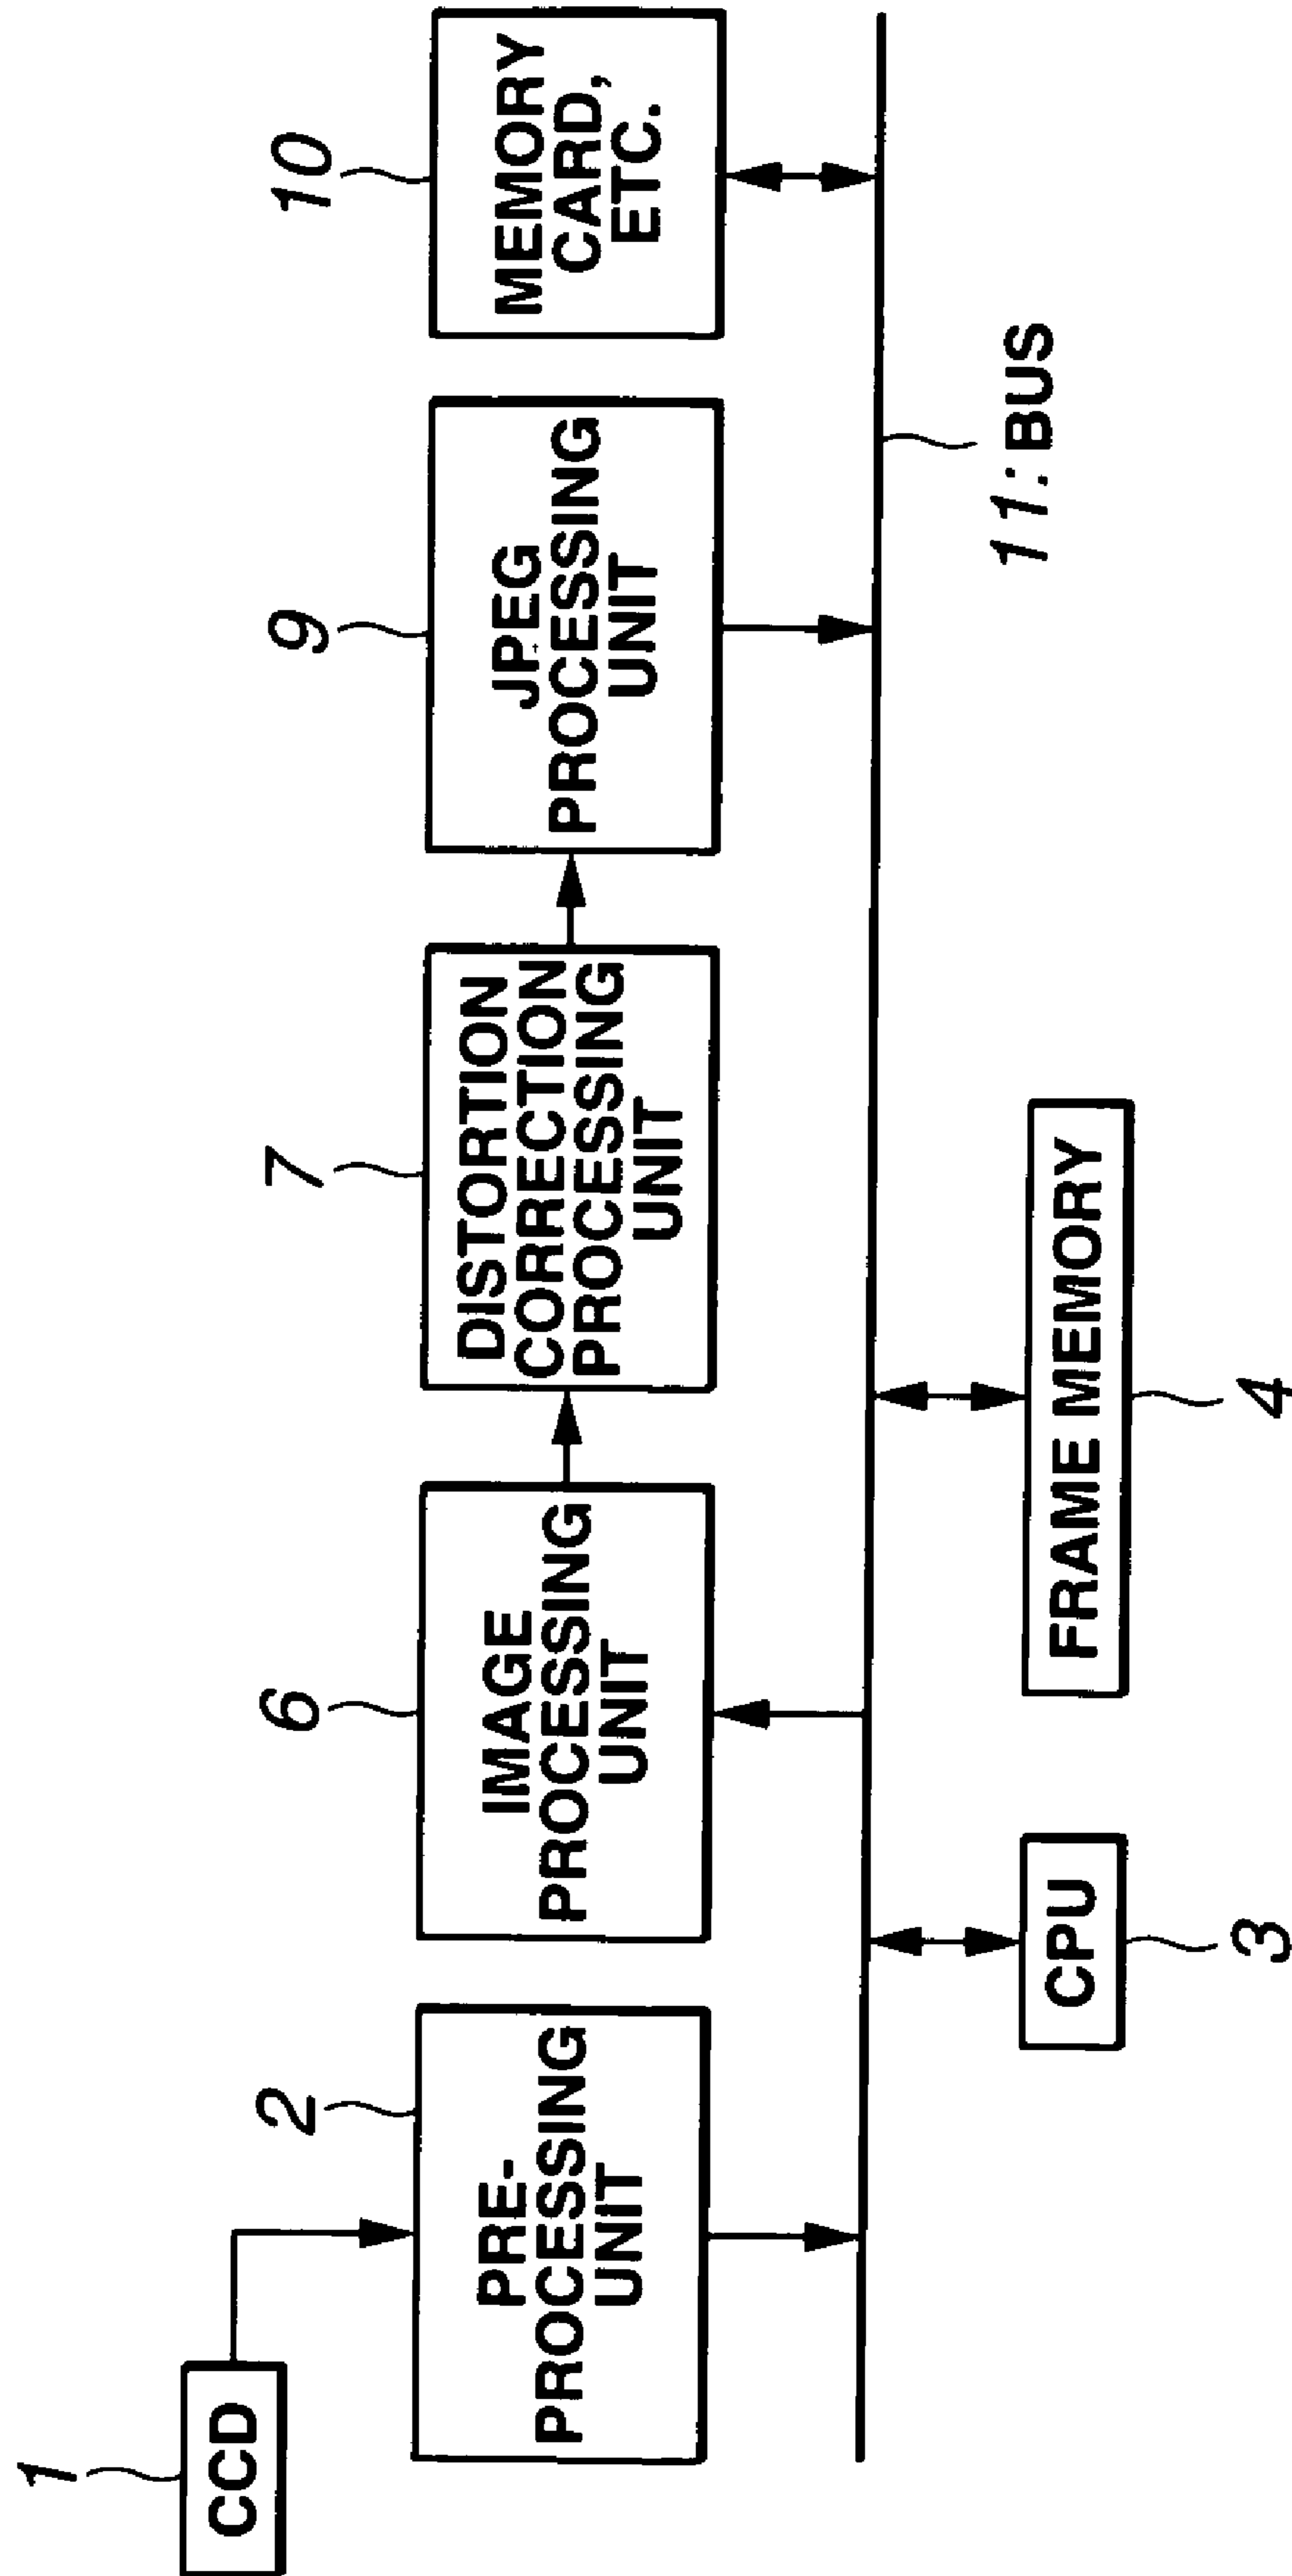 1
CCD
2
PRE-
PROCESSING
UNIT
6
IMAGE
PROCESSING
UNIT
7
DISTORTION
CORRECTION
PROCESSING
UNIT
9
JPEG
PROCESSING
UNIT
10
MEMORY
CARD,
ETC.
11: BUS
CPU
3
FRAME MEMORY
4